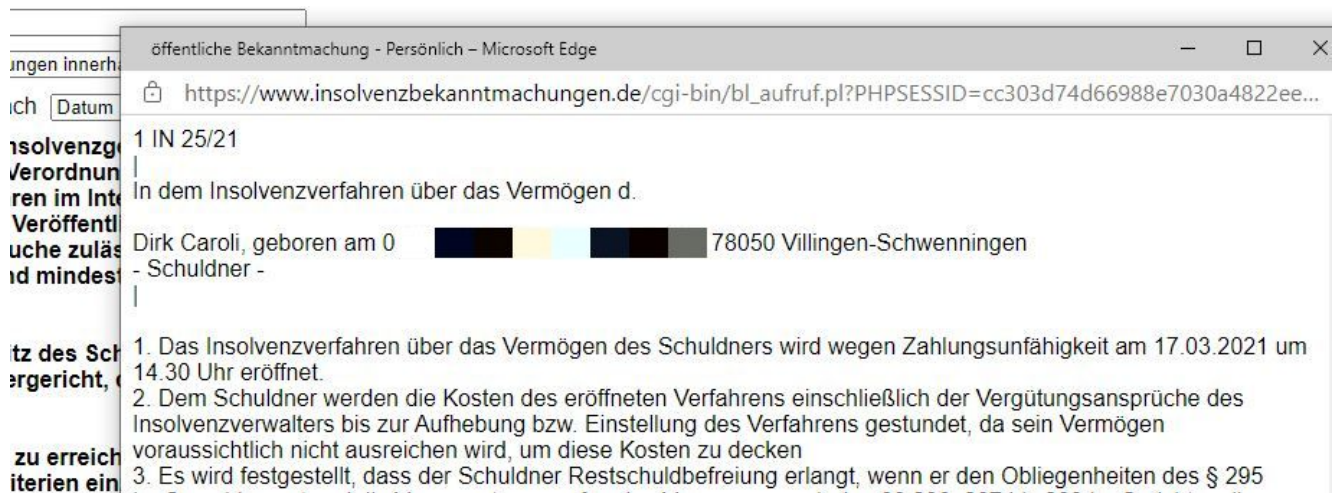 öffentliche Bekanntmachung - Persönlich – Microsoft Edge
ungen innerha
https://www.insolvenzbekanntmachungen.de/cgi-bin/bl_aufruf.pl?PHPSESSID=cc303d74d66988e7030a4822ee...
ach Datum
nsolvenzge
Verordnun
ren im Inte
Veröffentli
uche zuläs
nd mindest
1 IN 25/21
|
In dem Insolvenzverfahren über das Vermögen d.
Dirk Caroli, geboren am 0 78050 Villingen-Schwenningen
- Schuldner -
|
itz des Sch
ergericht, d
1. Das Insolvenzverfahren über das Vermögen des Schuldners wird wegen Zahlungsunfähigkeit am 17.03.2021 um
14.30 Uhr eröffnet.
2. Dem Schuldner werden die Kosten des eröffneten Verfahrens einschließlich der Vergütungsansprüche des
Insolvenzverwalters bis zur Aufhebung bzw. Einstellung des Verfahrens gestundet, da sein Vermögen
voraussichtlich nicht ausreichen wird, um diese Kosten zu decken
zu erreich
iterien ein
3. Es wird festgestellt, dass der Schuldner Restschuldbefreiung erlangt, wenn er den Obliegenheiten des § 295